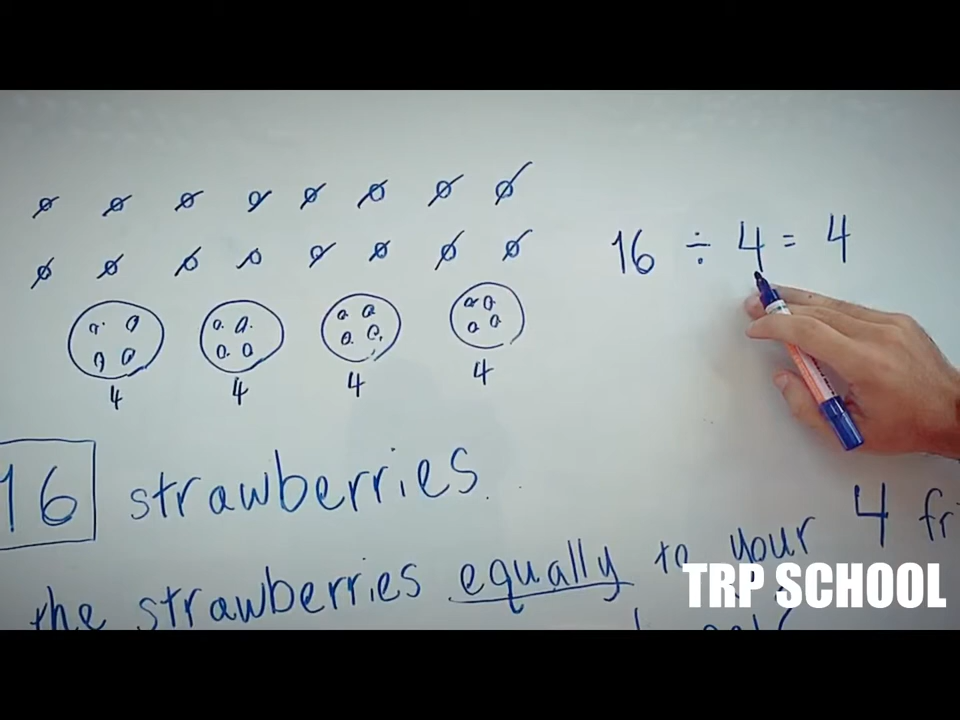 16 ÷ 4 = 4
4 4 4 4
16 strawberries.
the strawberries equally to your 4
TRP SCHOOL